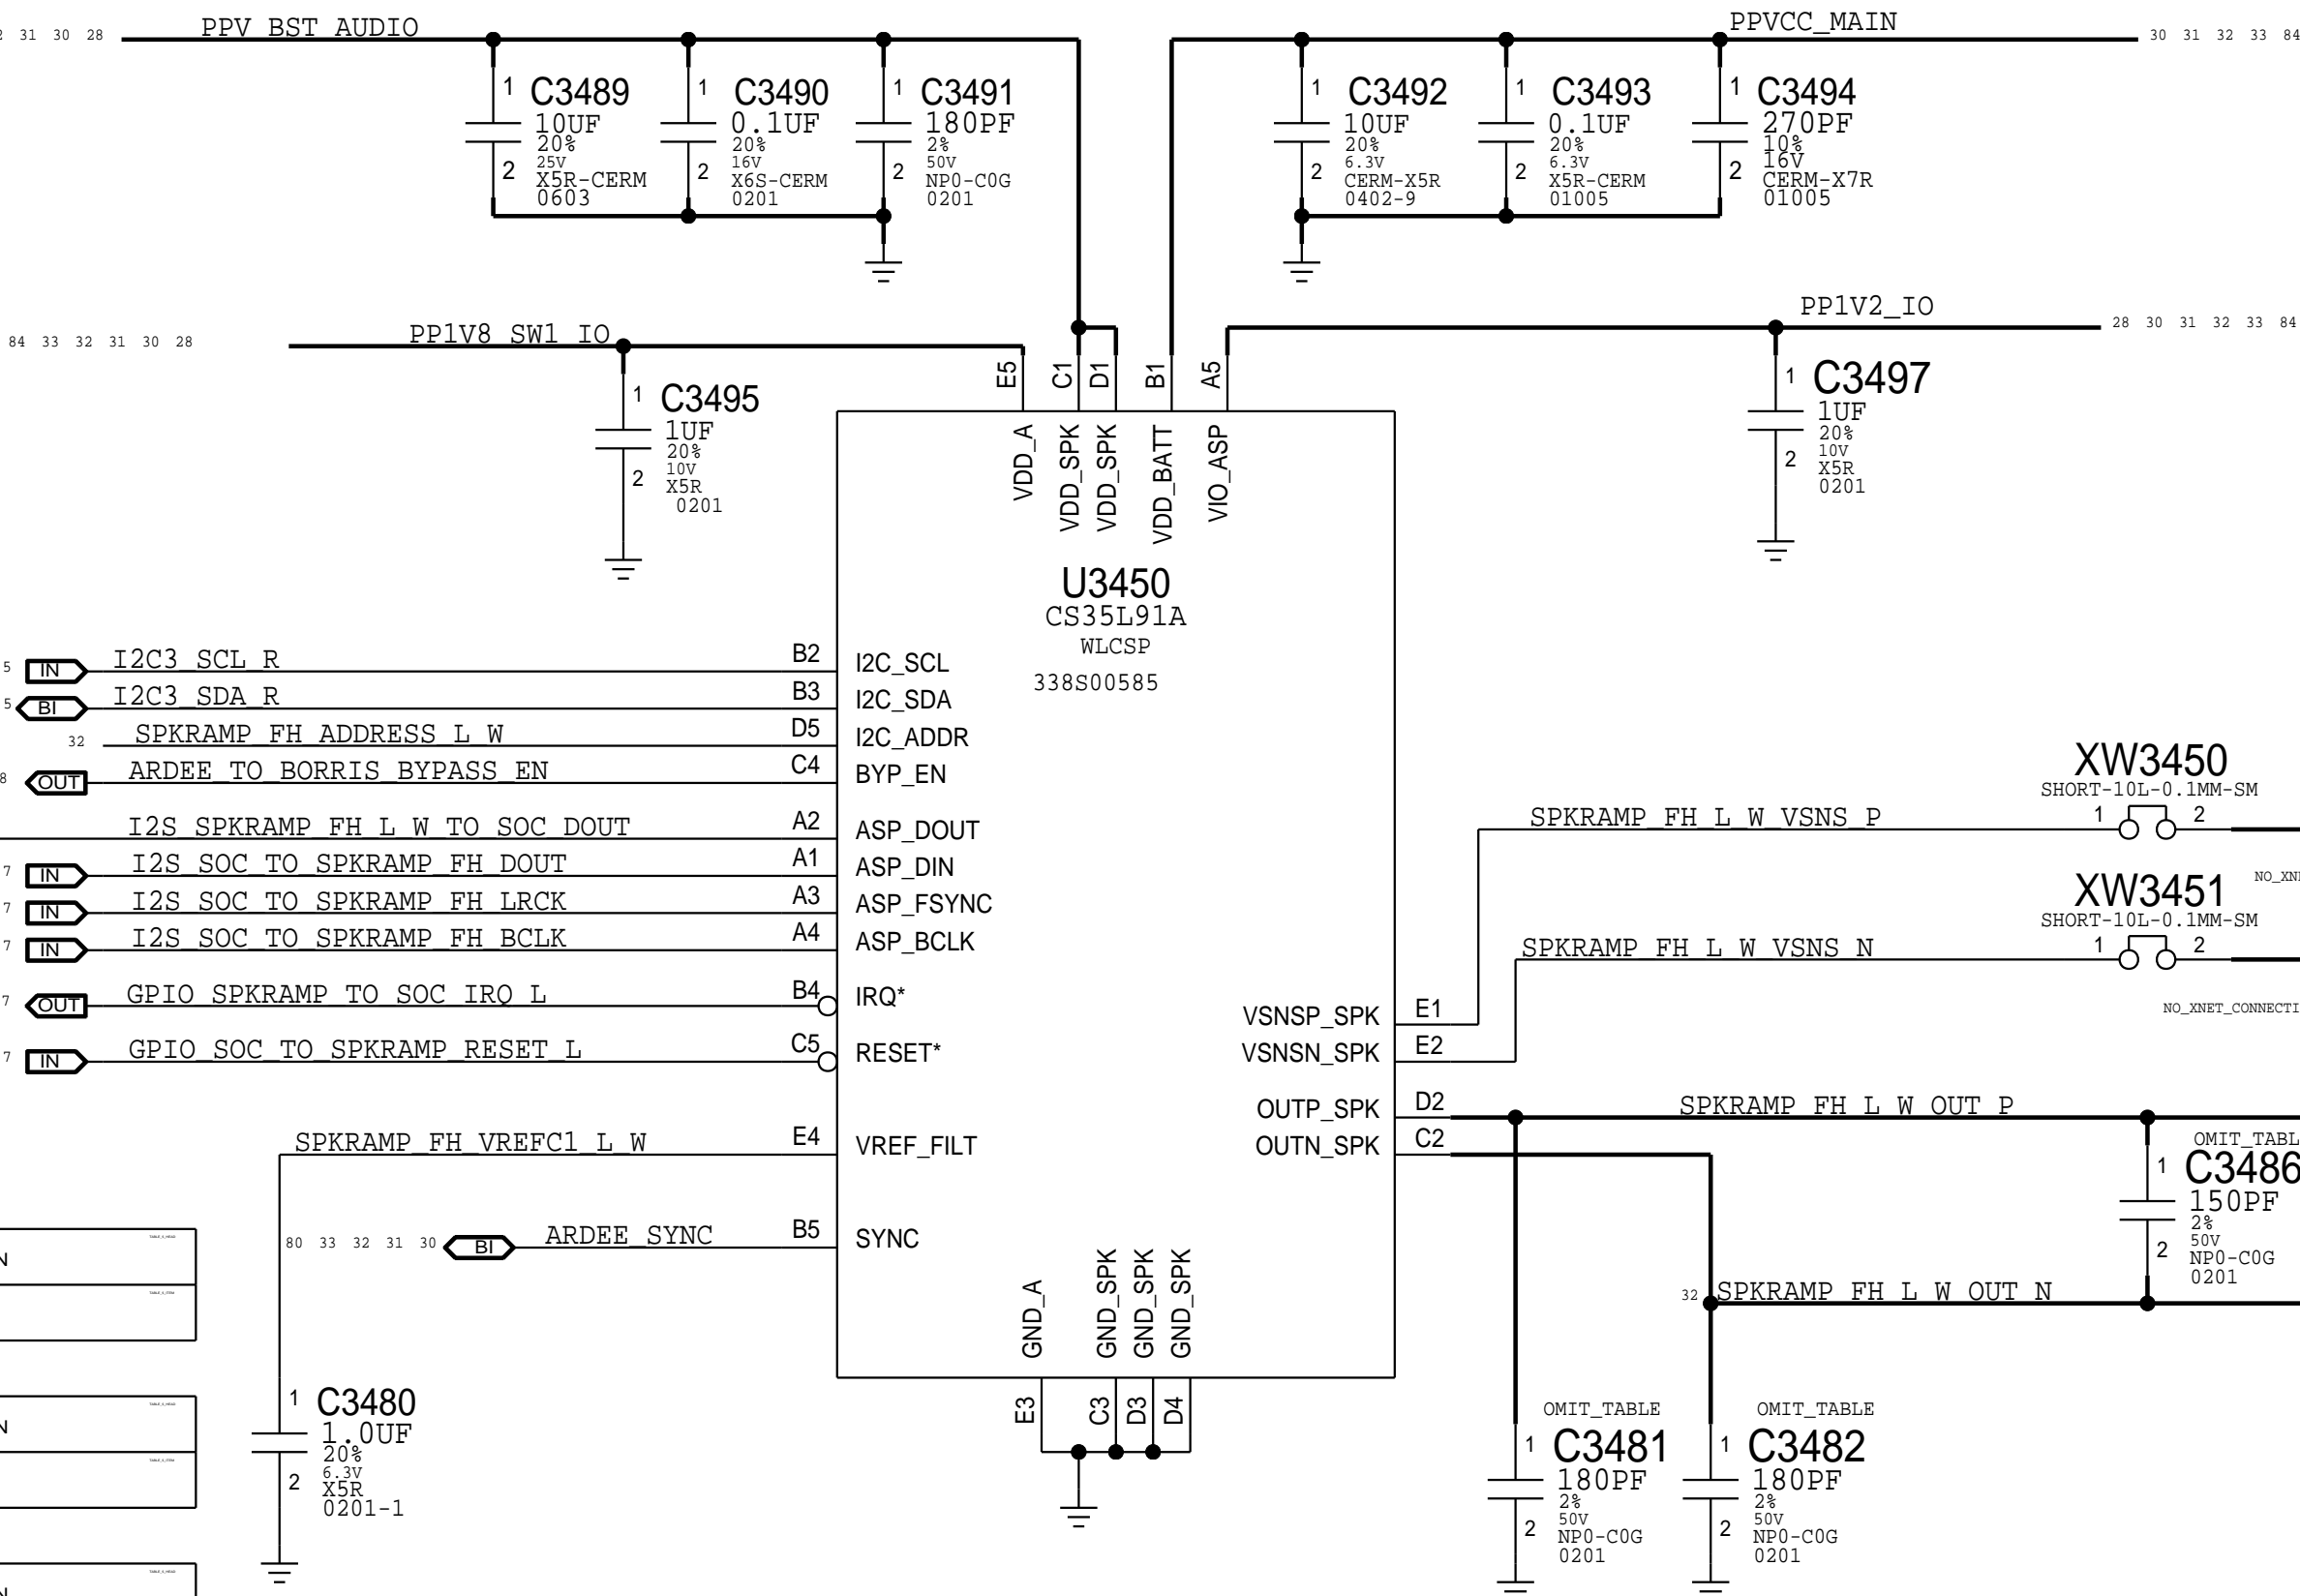 31 30 28
PPV_BST_AUDIO
PPVCC_MAIN
30 31 32 33 84
1
C3489
10UF
20%
25V
X5R-CERM
0603
2
1
C3490
0.1UF
20%
16V
X6S-CERM
0201
2
1
C3491
180PF
2%
50V
NP0-C0G
0201
2
1
C3492
10UF
20%
6.3V
CERM-X5R
0402-9
2
1
C3493
0.1UF
20%
6.3V
X5R-CERM
01005
2
1
C3494
270PF
10%
16V
CERM-X7R
01005
2
84 33 32 31 30 28
PP1V8_SW1_IO
PP1V2_IO
28 30 31 32 33 84
1
C3495
1UF
20%
10V
X5R
0201
2
1
C3497
1UF
20%
10V
X5R
0201
2
E5
C1
D1
B1
A5
VDD_A
VDD_SPK
VDD_SPK
VDD_BATT
VIO_ASP
U3450
CS35L91A
WLCSP
338S00585
5 IN I2C3_SCL_R B2 I2C_SCL
5 BI I2C3_SDA_R B3 I2C_SDA
32 SPKRAMP_FH_ADDRESS_L_W D5 I2C_ADDR
8 OUT ARDEE_TO_BORRIS_BYPASS_EN C4 BYP_EN
I2S_SPKRAMP_FH_L_W_TO_SOC_DOUT A2 ASP_DOUT
7 IN I2S_SOC_TO_SPKRAMP_FH_DOUT A1 ASP_DIN
7 IN I2S_SOC_TO_SPKRAMP_FH_LRCK A3 ASP_FSYNC
7 IN I2S_SOC_TO_SPKRAMP_FH_BCLK A4 ASP_BCLK
7 OUT GPIO_SPKRAMP_TO_SOC_IRQ_L B4 IRQ*
7 IN GPIO_SOC_TO_SPKRAMP_RESET_L C5 RESET*
SPKRAMP_FH_VREFC1_L_W E4 VREF_FILT
80 33 32 31 30 BI ARDEE_SYNC B5 SYNC
XW3450
SHORT-10L-0.1MM-SM
SPKRAMP_FH_L_W_VSNS_P 1 2
XW3451
SHORT-10L-0.1MM-SM
SPKRAMP_FH_L_W_VSNS_N 1 2
NO_XNET_CONNECTI
VSNSP_SPK E1
VSNSN_SPK E2
OUTP_SPK D2 SPKRAMP_FH_L_W_OUT_P
OUTN_SPK C2
OMIT_TABL
1
C3486
150PF
2%
50V
NP0-C0G
0201
2
32 SPKRAMP_FH_L_W_OUT_N
GND_A
GND_SPK
GND_SPK
GND_SPK
E3
C3
D3
D4
1
C3480
1.0UF
20%
6.3V
X5R
0201-1
2
OMIT_TABLE
1
C3481
180PF
2%
50V
NP0-C0G
0201
2
OMIT_TABLE
1
C3482
180PF
2%
50V
NP0-C0G
0201
2